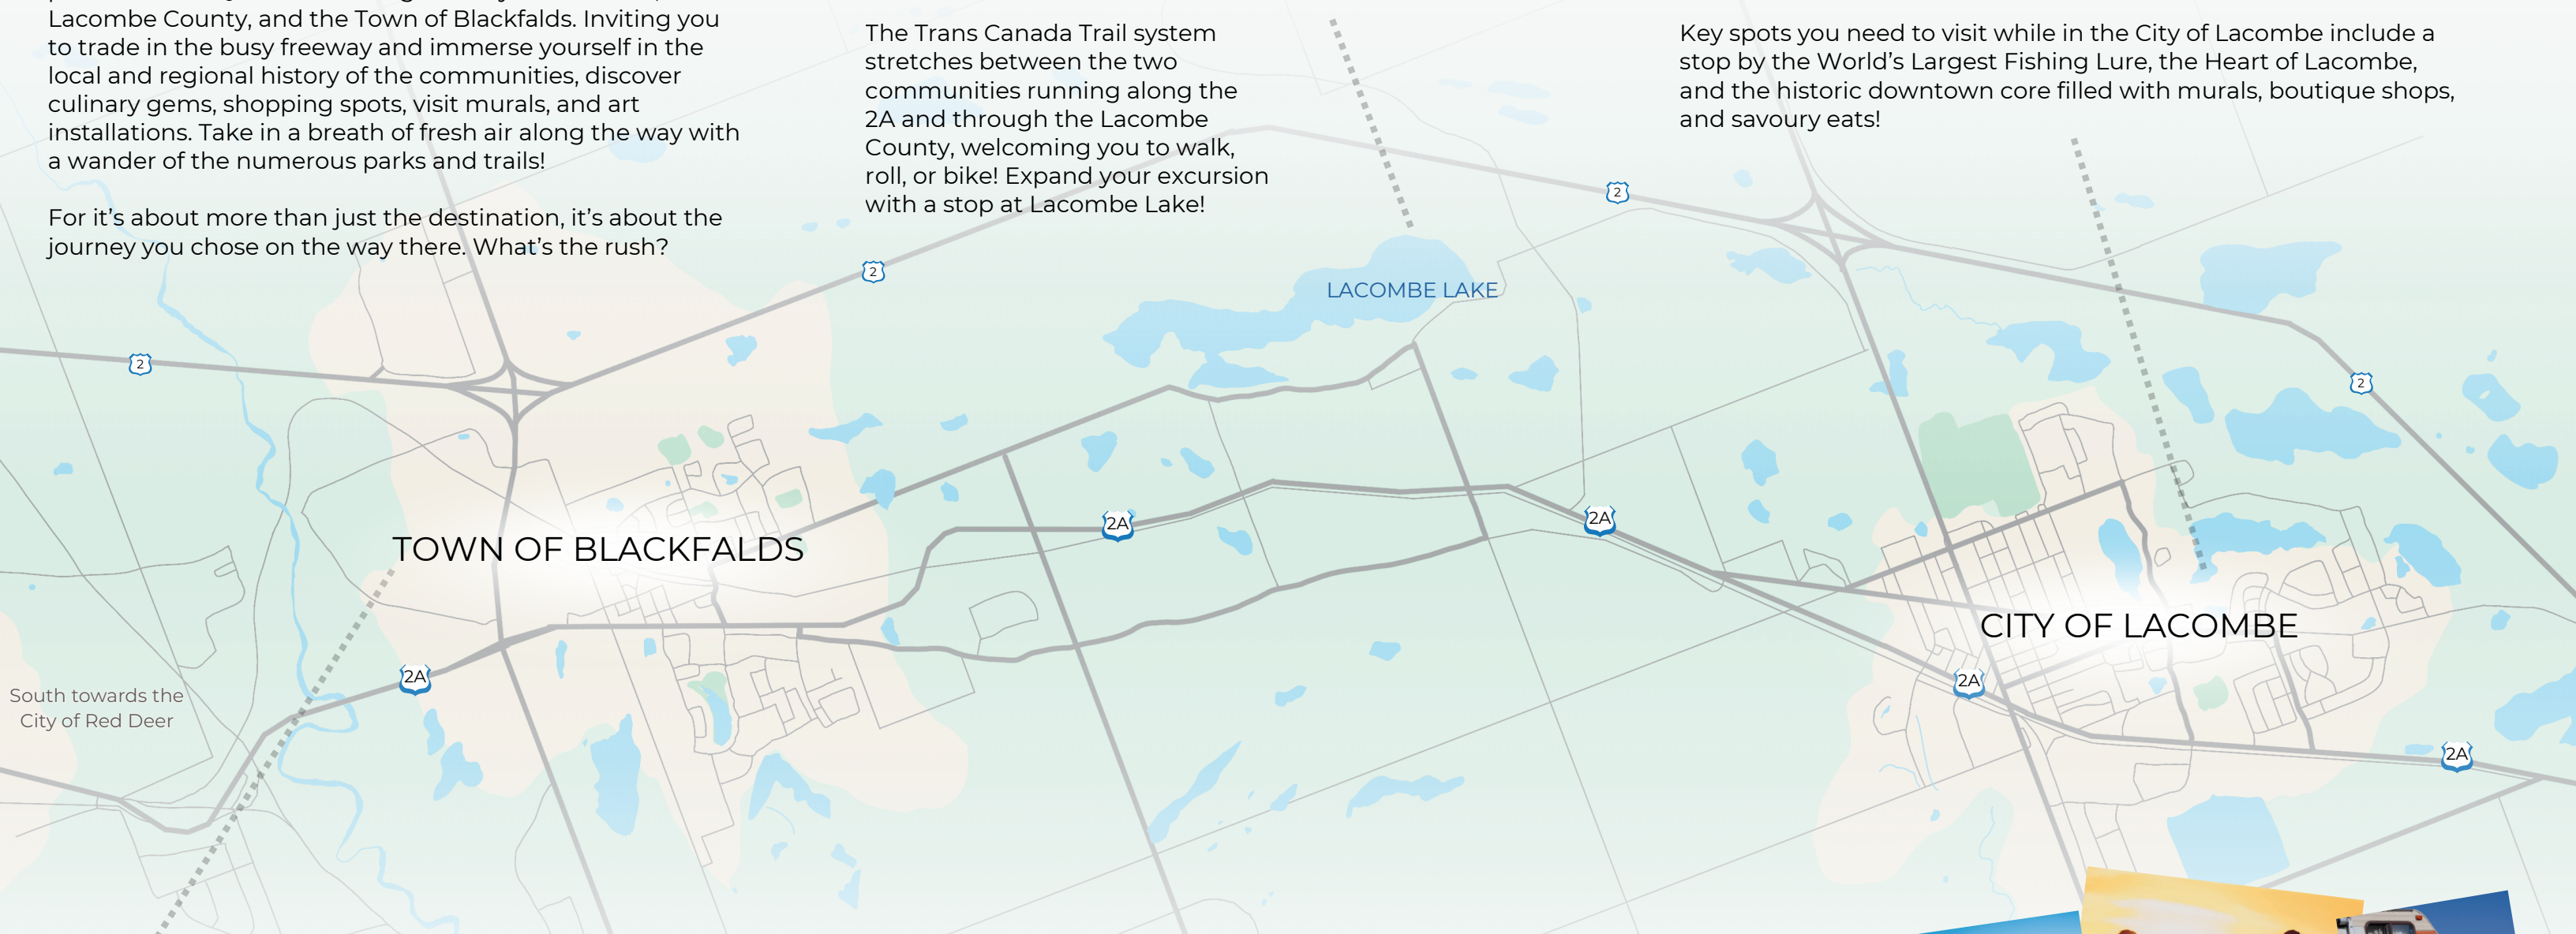 Lacombe County, and the Town of Blackfalds. Inviting you
to trade in the busy freeway and immerse yourself in the
local and regional history of the communities, discover
culinary gems, shopping spots, visit murals, and art
installations. Take in a breath of fresh air along the way with
a wander of the numerous parks and trails!
For it’s about more than just the destination, it’s about the
journey you chose on the way there. What’s the rush?
The Trans Canada Trail system
stretches between the two
communities running along the
2A and through the Lacombe
County, welcoming you to walk,
roll, or bike! Expand your excursion
with a stop at Lacombe Lake!
Key spots you need to visit while in the City of Lacombe include a
stop by the World’s Largest Fishing Lure, the Heart of Lacombe,
and the historic downtown core filled with murals, boutique shops,
and savoury eats!
2
2
LACOMBE LAKE
2
2
2A
2A
TOWN OF BLACKFALDS
CITY OF LACOMBE
2A
2A
South towards the
City of Red Deer
2A